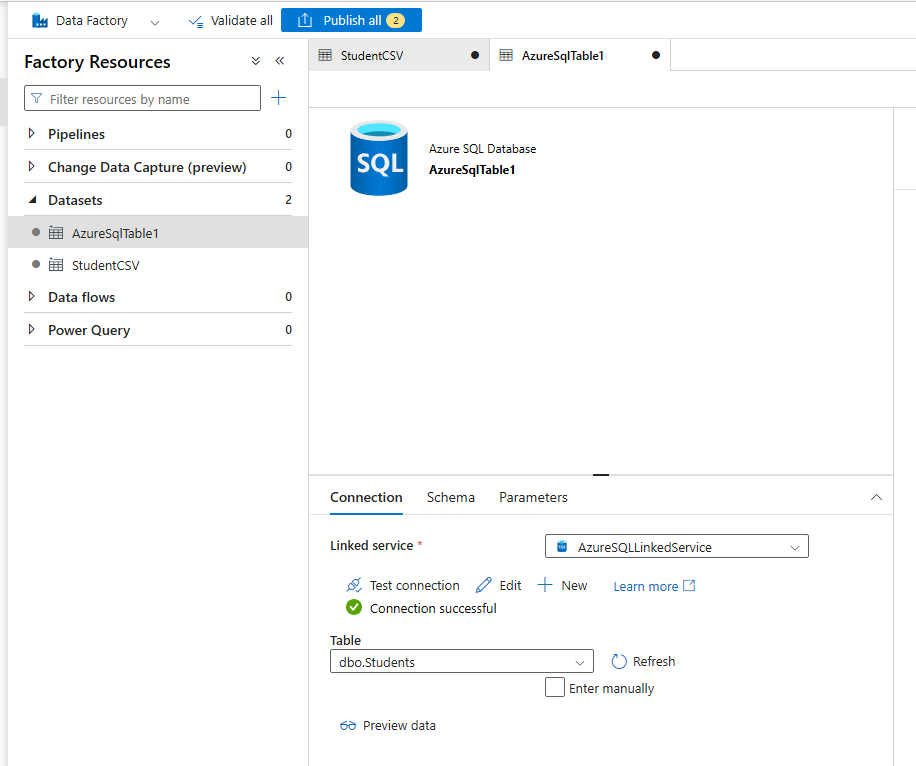 Data Factory
Validate all
Publish all 2
Factory Resources
Filter resources by name
Pipelines 0
Change Data Capture (preview) 0
Datasets 2
AzureSqlTable1
StudentCSV
Data flows 0
Power Query 0
StudentCSV
AzureSqlTable1
SQL
Azure SQL Database
AzureSqlTable1
Connection Schema Parameters
Linked service * AzureSQLLinkedService
Test connection Edit New Learn more
Connection successful
Table
dbo.Students Refresh
Enter manually
Preview data